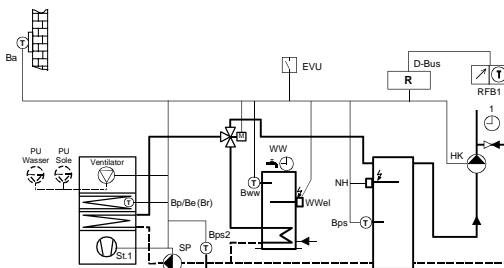 Ba
T
EVU
D-Bus
R
T
RFB1
1
M
WW
HK
PU
Wasser
PU
Sole
Ventilator
T
Bp/Be (Br)
T
Bww
WWel
NH
Bps
T
St.1
SP
Bps2
T